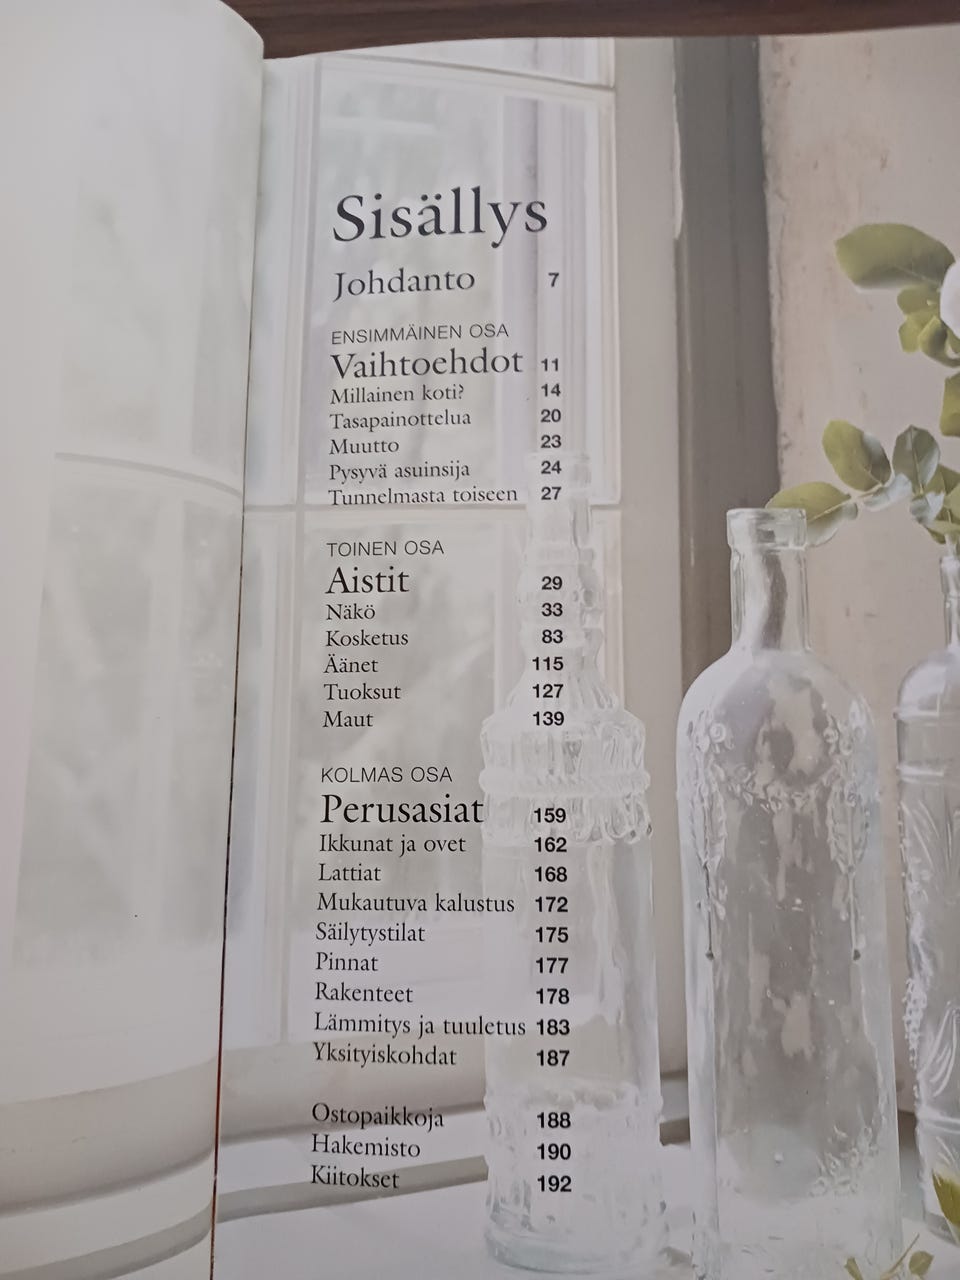 Sisällys
Johdanto 7
ENSIMMÄINEN OSA
Vaihtoehdot 11
Millainen koti? 14
Tasapainottelua 20
Muutto 23
Pysyvä asuinsija 24
Tunnelmasta toiseen 27
TOINEN OSA
Aistit 29
Näkö 33
Kosketus 83
Äänet 115
Tuoksut 127
Maut 139
KOLMAS OSA
Perusasiat 159
Ikkunat ja ovet 162
Lattiat 168
Mukautuva kalustus 172
Säilytystilat 175
Pinnat 177
Rakenteet 178
Lämmitys ja tuuletus 183
Yksityiskohdat 187
Ostopaikkoja 188
Hakemisto 190
Kiitokset 192